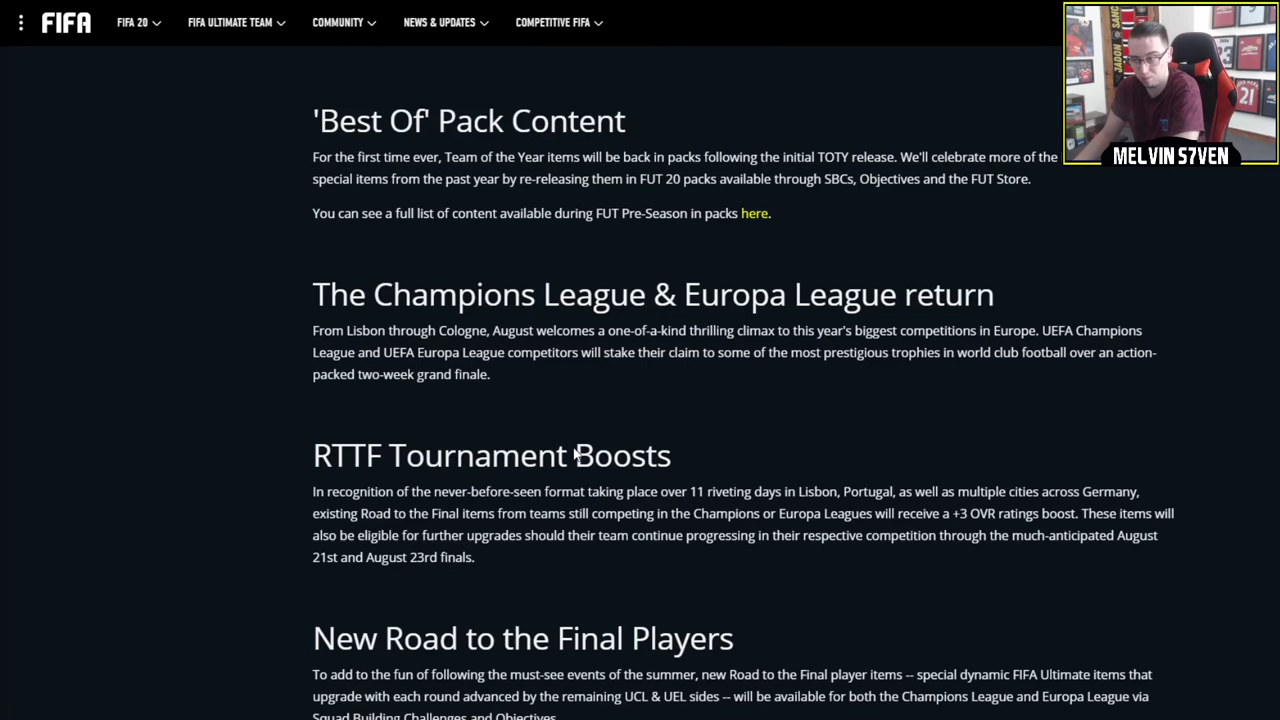 FIFA FIFA 20 FIFA ULTIMATE TEAM COMMUNITY NEWS & UPDATES COMPETITIVE FIFA
JADON SANC
21
MELVIN S7VEN
'Best Of' Pack Content
For the first time ever, Team of the Year items will be back in packs following the initial TOTY release. We'll celebrate more of the
special items from the past year by re-releasing them in FUT 20 packs available through SBCs, Objectives and the FUT Store.
You can see a full list of content available during FUT Pre-Season in packs here.
The Champions League & Europa League return
From Lisbon through Cologne, August welcomes a one-of-a-kind thrilling climax to this year's biggest competitions in Europe. UEFA Champions
League and UEFA Europa League competitors will stake their claim to some of the most prestigious trophies in world club football over an action-
packed two-week grand finale.
RTTF Tournament Boosts
In recognition of the never-before-seen format taking place over 11 riveting days in Lisbon, Portugal, as well as multiple cities across Germany,
existing Road to the Final items from teams still competing in the Champions or Europa Leagues will receive a +3 OVR ratings boost. These items will
also be eligible for further upgrades should their team continue progressing in their respective competition through the much-anticipated August
21st and August 23rd finals.
New Road to the Final Players
To add to the fun of following the must-see events of the summer, new Road to the Final player items -- special dynamic FIFA Ultimate items that
upgrade with each round advanced by the remaining UCL & UEL sides -- will be available for both the Champions League and Europa League via
Squad Building Challenges and Objectives.